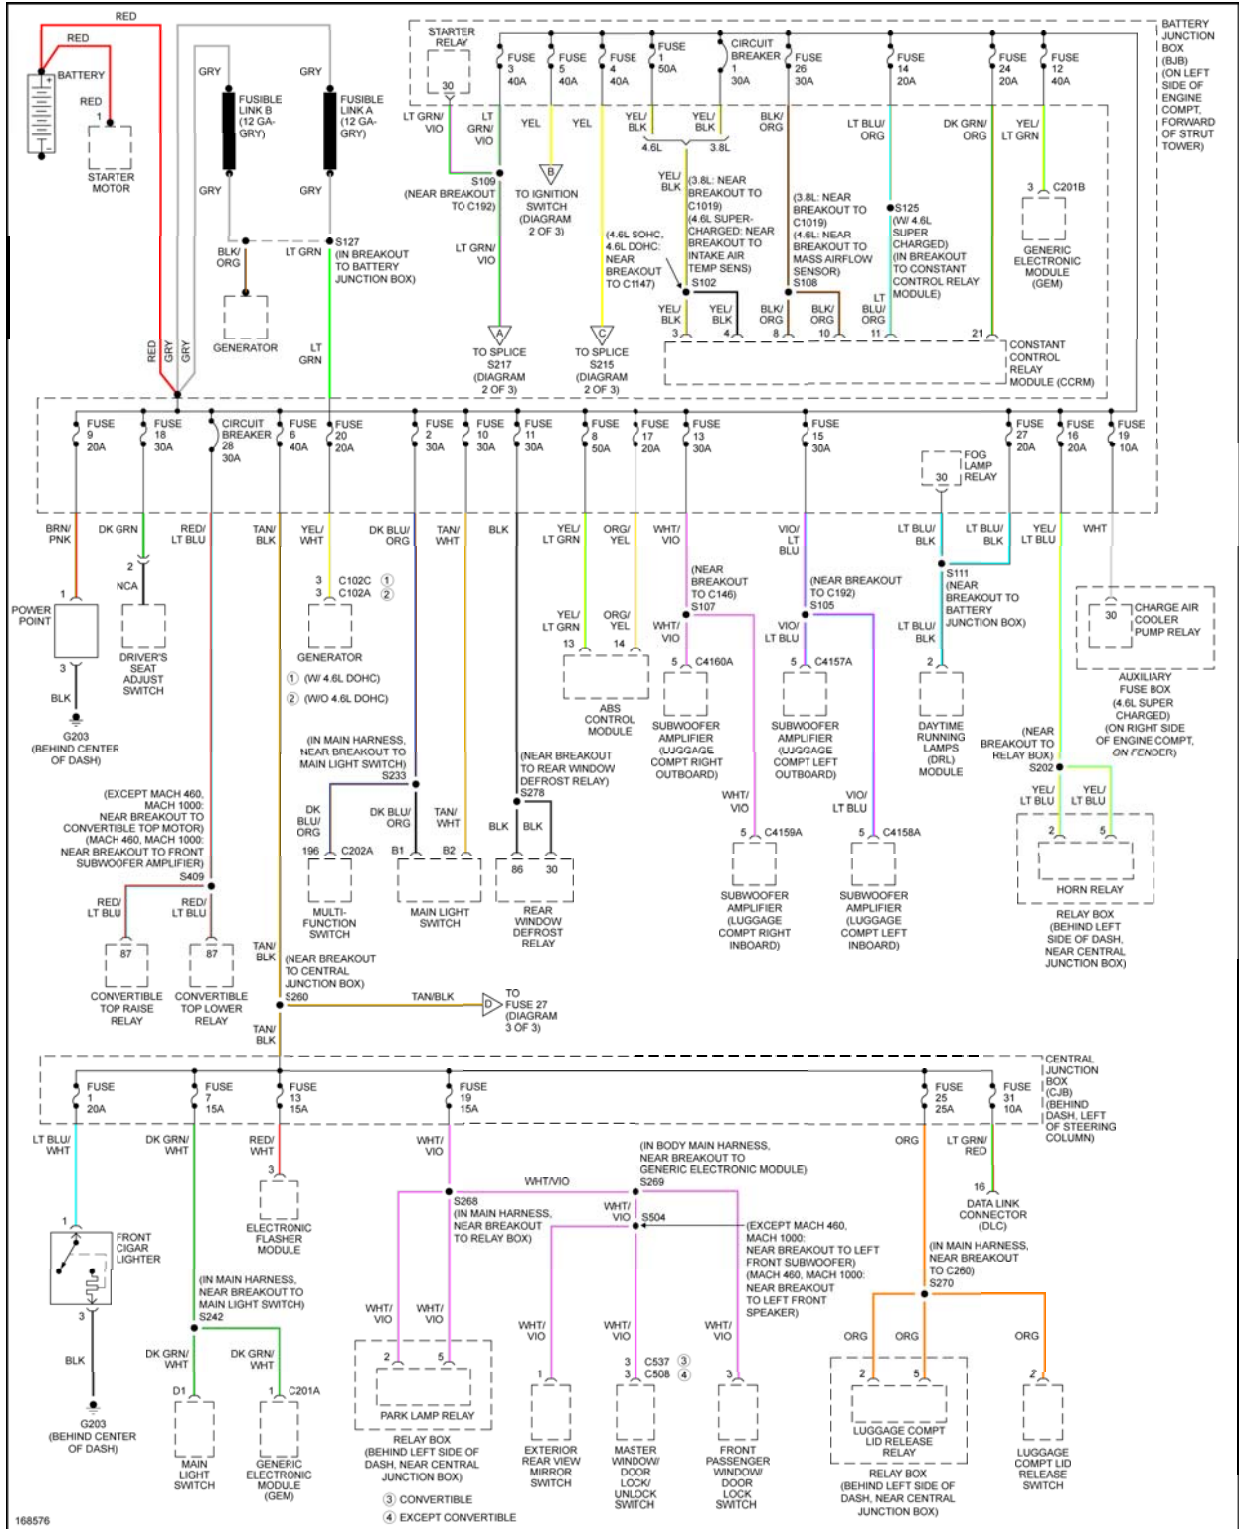 RED
RED
BATTERY
RED
1
STARTER
MOTOR
GRY
FUSIBLE
LINK B
(12 GA-
GRY)
GRY
GRY
FUSIBLE
LINK A
(12 GA-
GRY)
GRY
BLK/
ORG
LT GRN
S127
(IN BREAKOUT
TO BATTERY
JUNCTION BOX)
GENERATOR
LT
GRN
RED
GRY
GRY
STARTER
RELAY
30
FUSE
3
40A
FUSE
5
40A
FUSE
4
40A
FUSE
1
50A
CIRCUIT
BREAKER
1
30A
FUSE
26
30A
FUSE
14
20A
FUSE
24
20A
FUSE
12
40A
BATTERY
JUNCTION
BOX
(BJB)
(ON LEFT
SIDE OF
ENGINE
COMPT,
FORWARD
OF STRUT
TOWER)
LT GRN/
VIO
LT
GRN/
VIO
YEL
YEL
YEL/
BLK
YEL/
BLK
BLK/
ORG
LT BLU/
ORG
DK GRN/
ORG
YEL/
LT GRN
4.6L
3.8L
S109
(NEAR BREAKOUT
TO C192)
B
TO IGNITION
SWITCH
(DIAGRAM
2 OF 3)
YEL/
BLK
(3.8L: NEAR
BREAKOUT TO
C1019)
(4.6L SUPER-
CHARGED: NEAR
BREAKOUT TO
INTAKE AIR
TEMP SENS)
(3.8L: NEAR
BREAKOUT TO
C1019)
(4.6L: NEAR
BREAKOUT TO
MASS AIRFLOW
SENSOR)
S125
(W/ 4.6L
SUPER
CHARGED)
(IN BREAKOUT
TO CONSTANT
CONTROL RELAY
MODULE)
3 C201B
GENERIC
ELECTRONIC
MODULE
(GEM)
LT GRN/
VIO
(4.6L SOHC,
4.6L DOHC:
NEAR
BREAKOUT
TO C1147)
S102
S108
YEL/
BLK
YEL/
BLK
BLK/
ORG
BLK/
ORG
LT
BLU/
ORG
3 4 8 10 11 21
A
TO SPLICE
S217
(DIAGRAM
2 OF 3)
C
TO SPLICE
S215
(DIAGRAM
2 OF 3)
CONSTANT
CONTROL
RELAY
MODULE (CCRM)
FUSE
9
20A
FUSE
18
30A
CIRCUIT
BREAKER
28
30A
FUSE
6
40A
FUSE
20
20A
FUSE
2
30A
FUSE
10
30A
FUSE
11
30A
FUSE
8
50A
FUSE
17
20A
FUSE
13
30A
FUSE
15
30A
FOG
LAMP
RELAY
30
FUSE
27
20A
FUSE
16
20A
FUSE
19
10A
BRN/
PNK
DK GRN
RED/
LT BLU
TAN/
BLK
YEL/
WHT
DK BLU/
ORG
TAN/
WHT
BLK
YEL/
LT GRN
ORG/
YEL
WHT/
VIO
VIO/
LT
BLU
LT BLU/
BLK
LT BLU/
BLK
YEL/
LT BLU
WHT
2
NCA
1
POWER
POINT
3
BLK
G203
(BEHIND CENTER
OF DASH)
DRIVER'S
SEAT
ADJUST
SWITCH
3 C102C 1
3 C102A 2
GENERATOR
1 (W/ 4.6L DOHC)
2 (W/O 4.6L DOHC)
(IN MAIN HARNESS,
NEAR BREAKOUT TO
MAIN LIGHT SWITCH)
S233
YEL/
LT GRN
ORG/
YEL
13 14
ABS
CONTROL
MODULE
(NEAR
BREAKOUT
TO C146)
S107
WHT/
VIO
5 C4160A
SUBWOOFER
AMPLIFIER
(LUGGAGE
COMPT RIGHT
OUTBOARD)
(NEAR BREAKOUT
TO C192)
S105
VIO/
LT BLU
5 C4157A
SUBWOOFER
AMPLIFIER
(LUGGAGE
COMPT LEFT
OUTBOARD)
S111
(NEAR
BREAKOUT TO
BATTERY
JUNCTION BOX)
LT BLU/
BLK
2
DAYTIME
RUNNING
LAMPS
(DRL)
MODULE
30
CHARGE AIR
COOLER
PUMP RELAY
AUXILIARY
FUSE BOX
(4.6L SUPER
CHARGED)
(ON RIGHT SIDE
OF ENGINE COMPT,
ON FENDER)
(NEAR
BREAKOUT TO
RELAY BOX)
S202
YEL/
LT BLU
YEL/
LT BLU
2 5
HORN RELAY
RELAY BOX
(BEHIND LEFT
SIDE OF DASH,
NEAR CENTRAL
JUNCTION BOX)
(EXCEPT MACH 460,
MACH 1000:
NEAR BREAKOUT TO
CONVERTIBLE TOP MOTOR)
(MACH 460, MACH 1000:
NEAR BREAKOUT TO FRONT
SUBWOOFER AMPLIFIER)
S409
RED/
LT BLU
RED/
LT BLU
87
CONVERTIBLE
TOP RAISE
RELAY
87
CONVERTIBLE
TOP LOWER
RELAY
DK
BLU/
ORG
DK BLU/
ORG
TAN/
WHT
196 C202A
MULTI-
FUNCTION
SWITCH
B1 B2
MAIN LIGHT
SWITCH
(NEAR BREAKOUT
TO REAR WINDOW
DEFROST RELAY)
S278
BLK
BLK
86 30
REAR
WINDOW
DEFROST
RELAY
WHT/
VIO
5 C4159A
SUBWOOFER
AMPLIFIER
(LUGGAGE
COMPT RIGHT
INBOARD)
VIO/
LT BLU
5 C4158A
SUBWOOFER
AMPLIFIER
(LUGGAGE
COMPT LEFT
INBOARD)
TAN/
BLK
(NEAR BREAKOUT
TO CENTRAL
JUNCTION BOX)
S260
TAN/BLK
D
TO
FUSE 27
(DIAGRAM
3 OF 3)
TAN/
BLK
FUSE
1
20A
FUSE
7
15A
FUSE
13
15A
FUSE
19
15A
FUSE
25
25A
FUSE
31
10A
CENTRAL
JUNCTION
BOX
(CJB)
(BEHIND
DASH, LEFT
OF STEERING
COLUMN)
LT BLU/
WHT
DK GRN/
WHT
RED/
WHT
WHT/
VIO
ORG
LT GRN/
RED
3
ELECTRONIC
FLASHER
MODULE
WHT/VIO
(IN BODY MAIN HARNESS,
NEAR BREAKOUT TO
GENERIC ELECTRONIC MODULE)
S269
WHT/
VIO
S504
S268
(IN MAIN HARNESS,
NEAR BREAKOUT
TO RELAY BOX)
(EXCEPT MACH 460,
MACH 1000:
NEAR BREAKOUT TO LEFT
FRONT SUBWOOFER)
(MACH 460, MACH 1000:
NEAR BREAKOUT
TO LEFT FRONT
SPEAKER)
16
DATA LINK
CONNECTOR
(DLC)
(IN MAIN HARNESS,
NEAR BREAKOUT
TO C260)
S270
1
FRONT
CIGAR
LIGHTER
3
BLK
G203
(BEHIND CENTER
OF DASH)
(IN MAIN HARNESS,
NEAR BREAKOUT TO
MAIN LIGHT SWITCH)
S242
DK GRN/
WHT
DK GRN/
WHT
D1
MAIN
LIGHT
SWITCH
1 C201A
GENERIC
ELECTRONIC
MODULE
(GEM)
WHT/
VIO
WHT/
VIO
2 5
PARK LAMP RELAY
RELAY BOX
(BEHIND LEFT SIDE OF
DASH, NEAR CENTRAL
JUNCTION BOX)
3 CONVERTIBLE
4 EXCEPT CONVERTIBLE
WHT/
VIO
WHT/
VIO
WHT/
VIO
1
EXTERIOR
REAR VIEW
MIRROR
SWITCH
3 C537 3
3 C508 4
MASTER
WINDOW/
DOOR
LOCK/
UNLOCK
SWITCH
3
FRONT
PASSENGER
WINDOW/
DOOR
LOCK
SWITCH
ORG
ORG
ORG
2 5
LUGGAGE COMPT
LID RELEASE
RELAY
RELAY BOX
(BEHIND LEFT SIDE OF
DASH, NEAR CENTRAL
JUNCTION BOX)
2
LUGGAGE
COMPT LID
RELEASE
SWITCH
168576